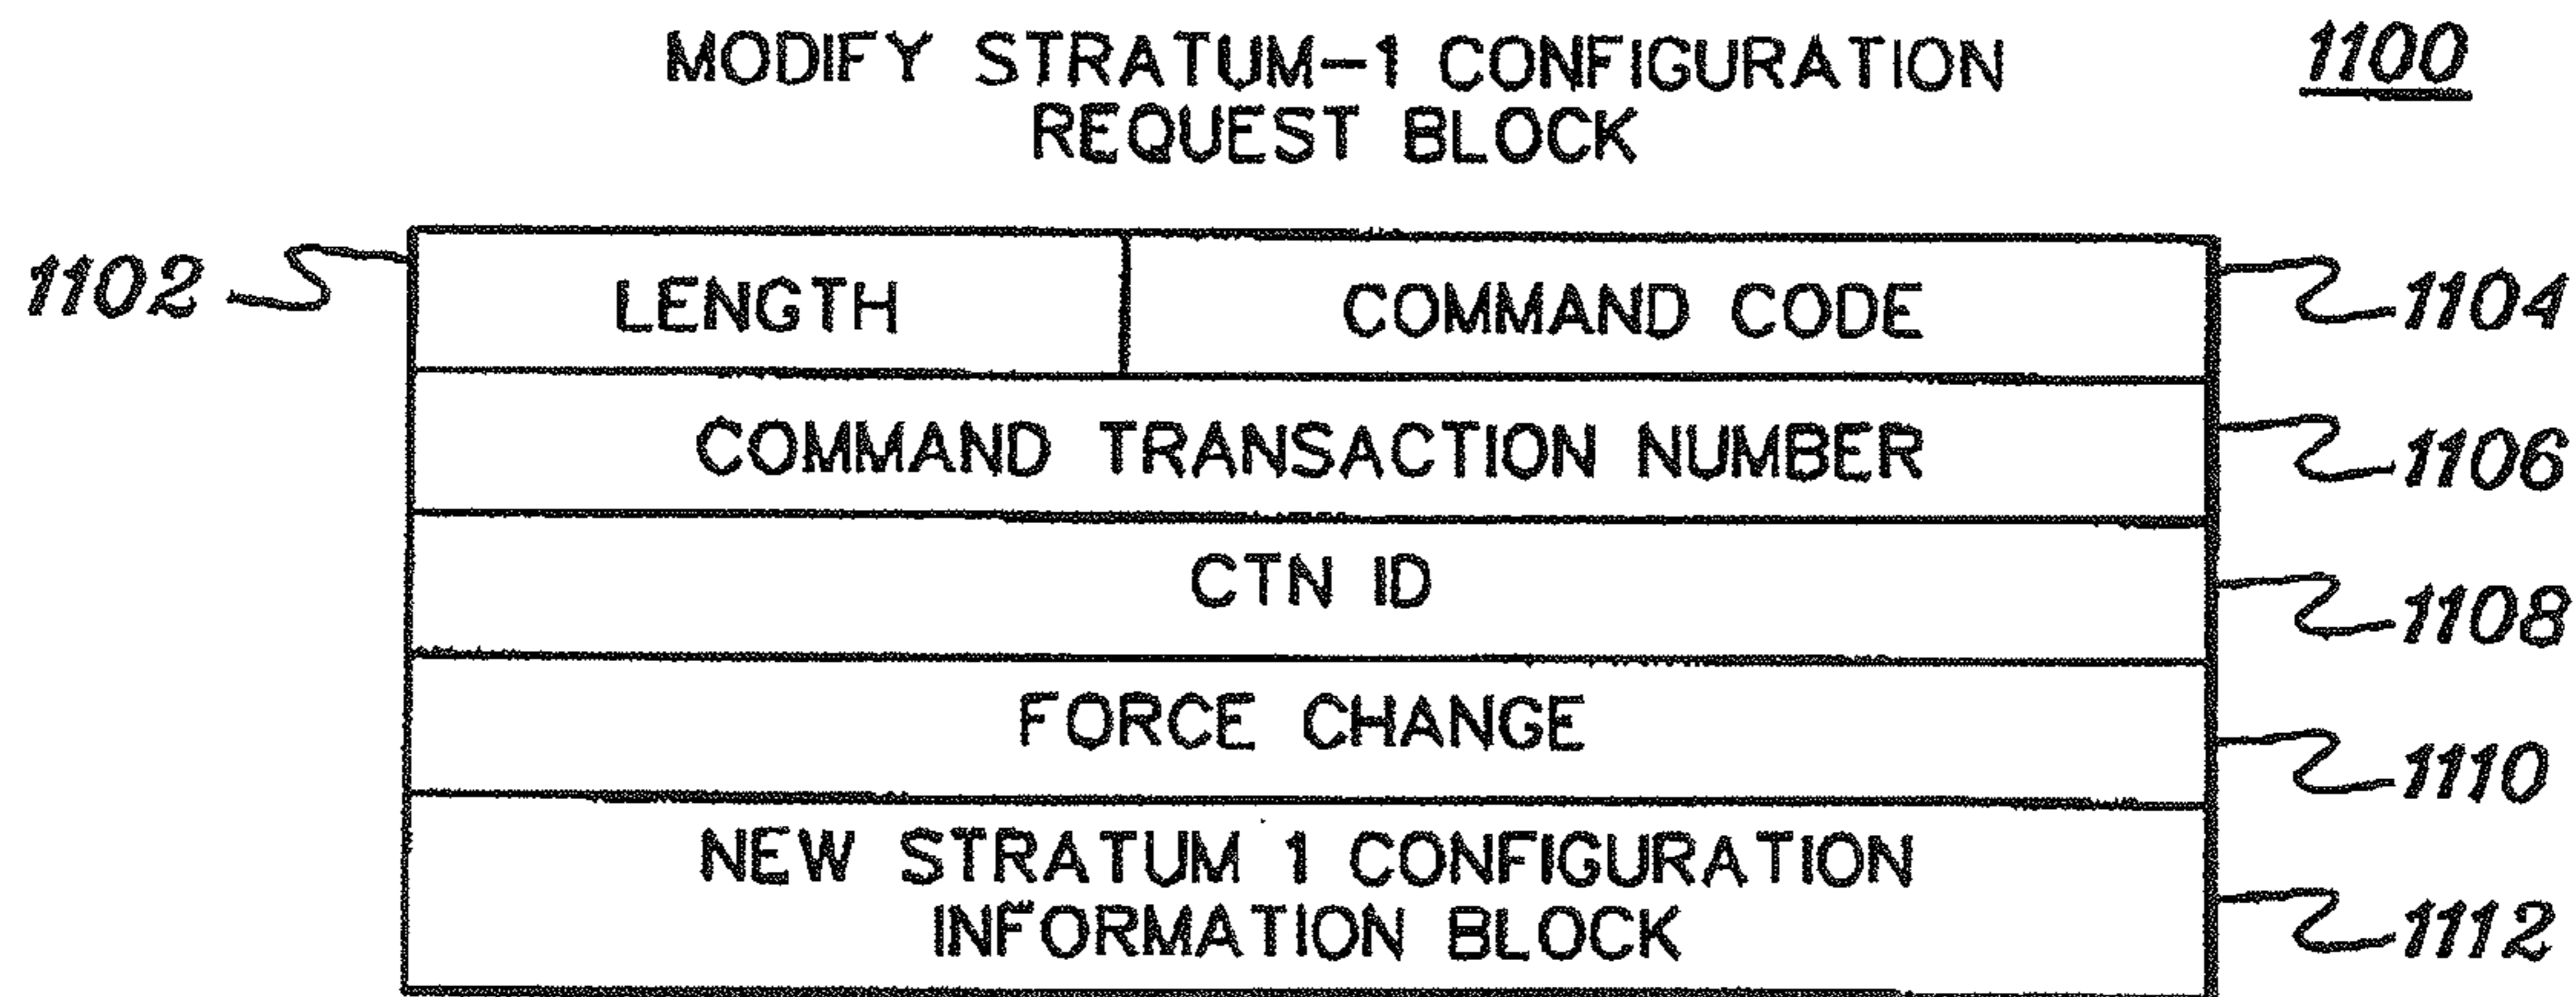 MODIFY STRATUM-1 CONFIGURATION
REQUEST BLOCK
1100
1102
LENGTH
COMMAND CODE
1104
COMMAND TRANSACTION NUMBER
1106
CTN ID
1108
FORCE CHANGE
1110
NEW STRATUM 1 CONFIGURATION
INFORMATION BLOCK
1112